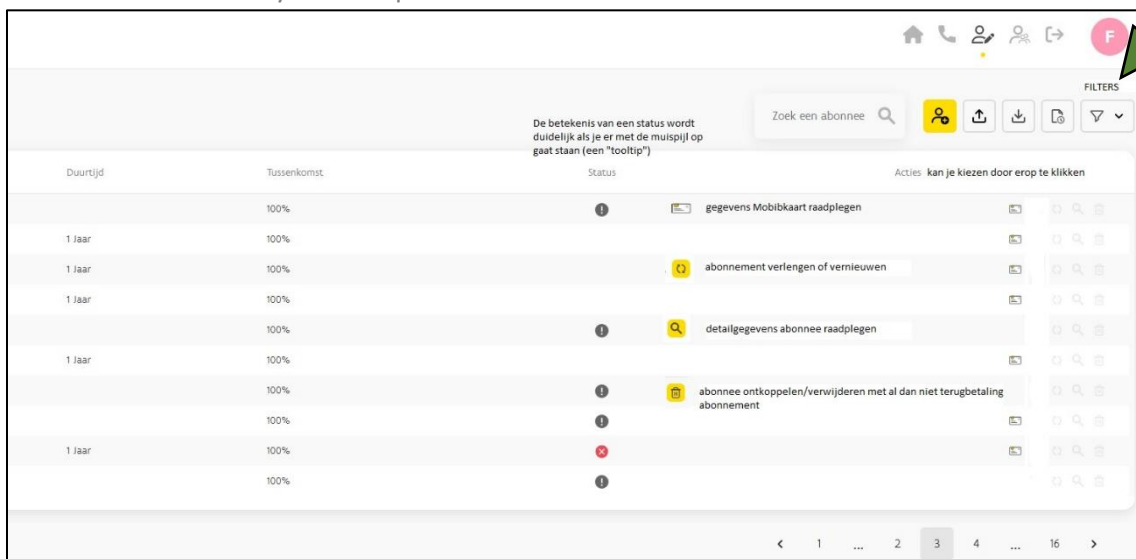 F
FILTERS
Zoek een abonnee
De betekenis van een status wordt
duidelijk als je er met de muispijl op
gaat staan (een "tooltip")
Duurtijd Tussenkomst Status Acties kan je kiezen door erop te klikken
100% gegevens Mobibkaart raadplegen
1 Jaar 100%
1 Jaar 100% abonnement verlengen of vernieuwen
1 Jaar 100%
100% detailgegevens abonnee raadplegen
1 Jaar 100%
100% abonnee ontkoppelen/verwijderen met al dan niet terugbetaling
abonnement
100%
1 Jaar 100%
100%
< 1 ... 2 3 4 ... 16 >